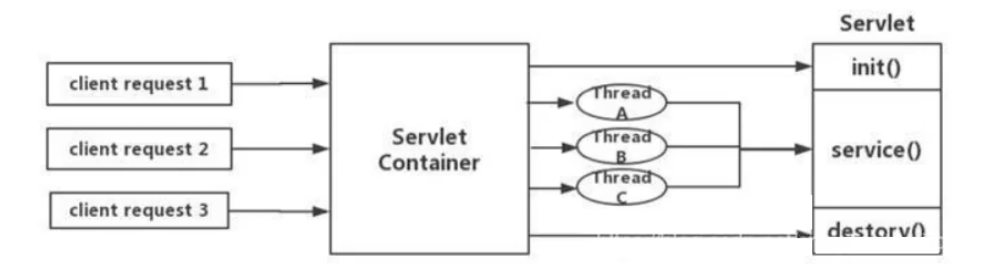 Servlet
init()
client request 1
Thread
A
client request 2
Servlet
Container
Thread
B
service()
Thread
C
client request 3
destory()